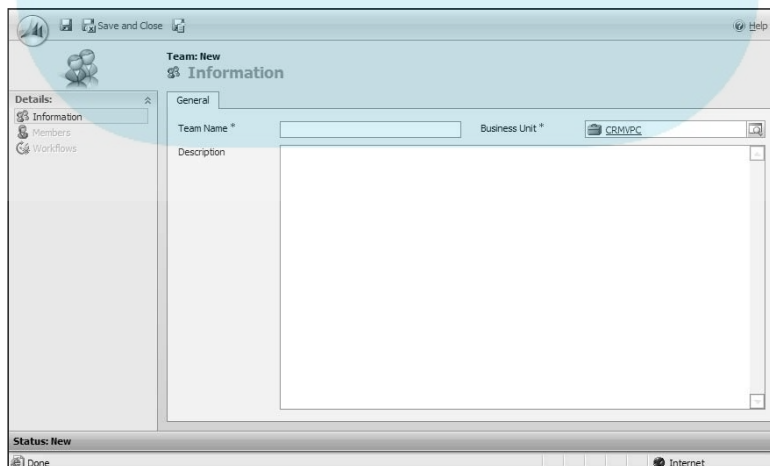 Save and Close
Help
Team: New
Information
Details:
Information
Members
Workflows
General
Team Name *
Business Unit *
CRMVPC
Description
Status: New
Done
Internet